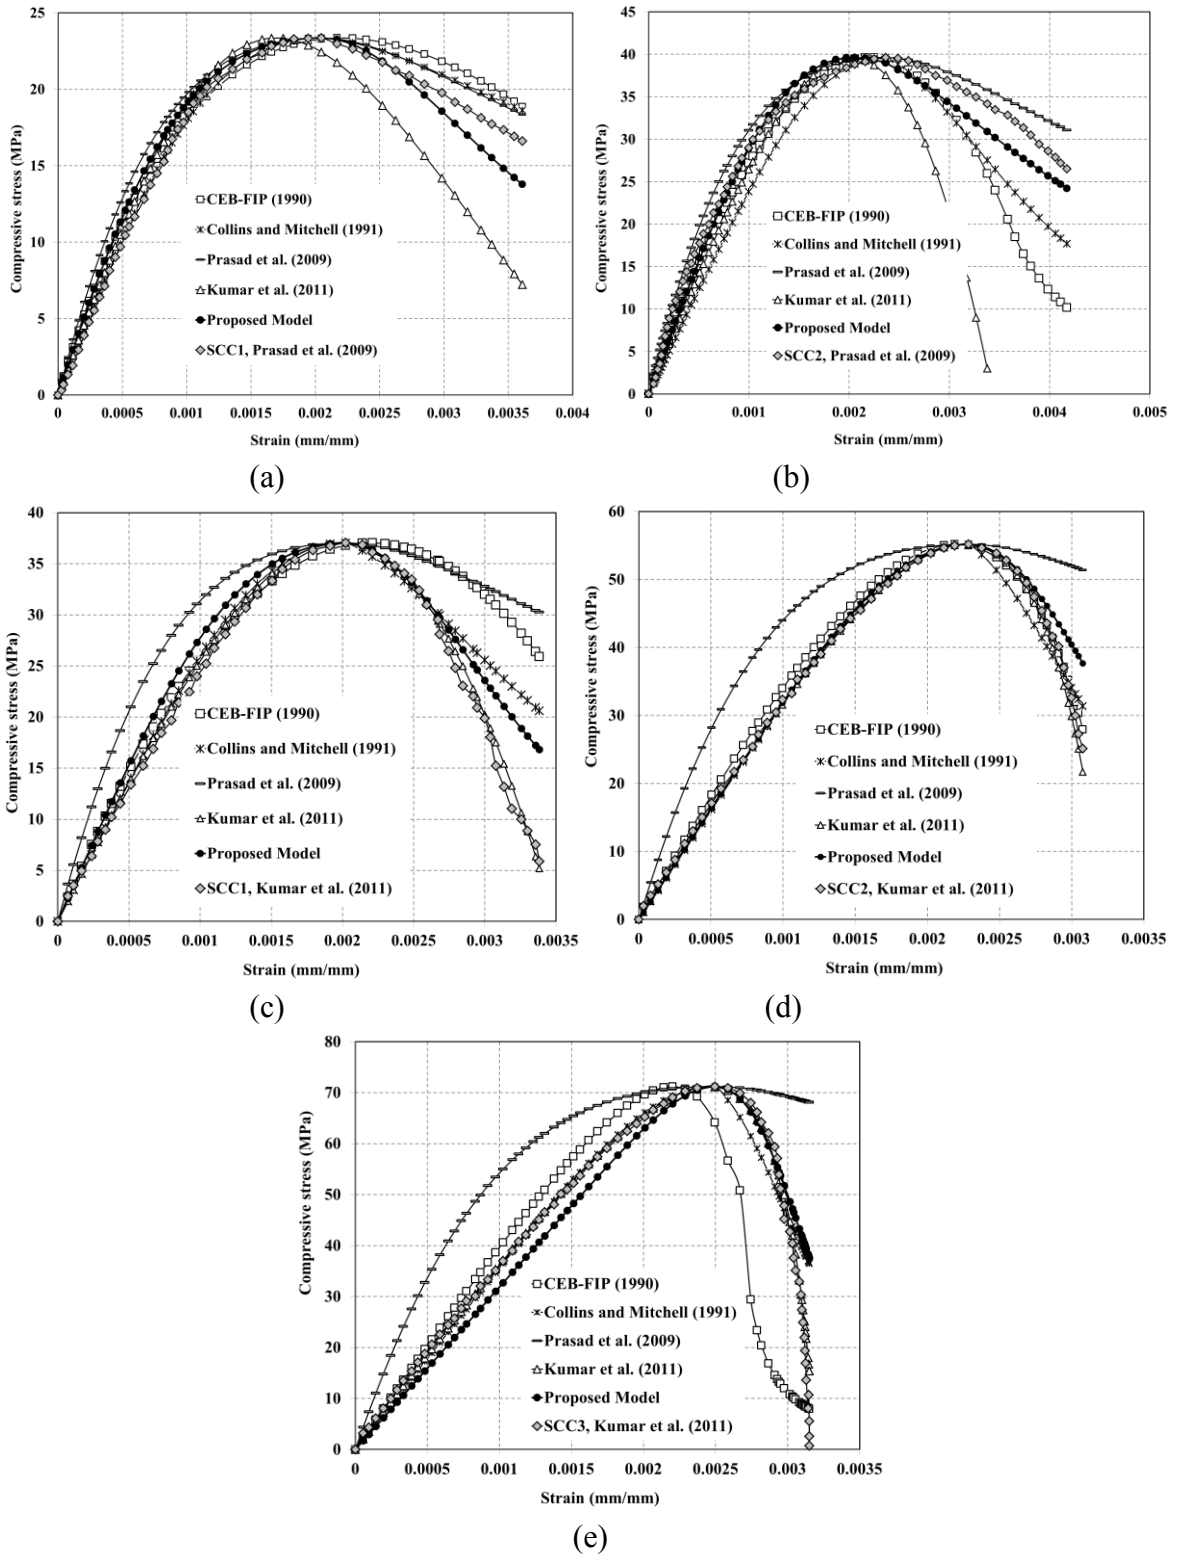 25
20
15
10
5
0
Compressive stress (MPa)
CEB-FIP (1990)
Collins and Mitchell (1991)
Prasad et al. (2009)
Kumar et al. (2011)
Proposed Model
SCC1, Prasad et al. (2009)
0 0.0005 0.001 0.0015 0.002 0.0025 0.003 0.0035 0.004
Strain (mm/mm)
(a)
45
40
35
30
25
20
15
10
5
0
Compressive stress (MPa)
CEB-FIP (1990)
Collins and Mitchell (1991)
Prasad et al. (2009)
Kumar et al. (2011)
Proposed Model
SCC2, Prasad et al. (2009)
0 0.001 0.002 0.003 0.004 0.005
Strain (mm/mm)
(b)
40
35
30
25
20
15
10
5
0
Compressive stress (MPa)
CEB-FIP (1990)
Collins and Mitchell (1991)
Prasad et al. (2009)
Kumar et al. (2011)
Proposed Model
SCC1, Kumar et al. (2011)
0 0.0005 0.001 0.0015 0.002 0.0025 0.003 0.0035
Strain (mm/mm)
(c)
60
50
40
30
20
10
0
Compressive stress (MPa)
CEB-FIP (1990)
Collins and Mitchell (1991)
Prasad et al. (2009)
Kumar et al. (2011)
Proposed Model
SCC2, Kumar et al. (2011)
0 0.0005 0.001 0.0015 0.002 0.0025 0.003 0.0035
Strain (mm/mm)
(d)
80
70
60
50
40
30
20
10
0
Compressive stress (MPa)
CEB-FIP (1990)
Collins and Mitchell (1991)
Prasad et al. (2009)
Kumar et al. (2011)
Proposed Model
SCC3, Kumar et al. (2011)
0 0.0005 0.001 0.0015 0.002 0.0025 0.003 0.0035
Strain (mm/mm)
(e)